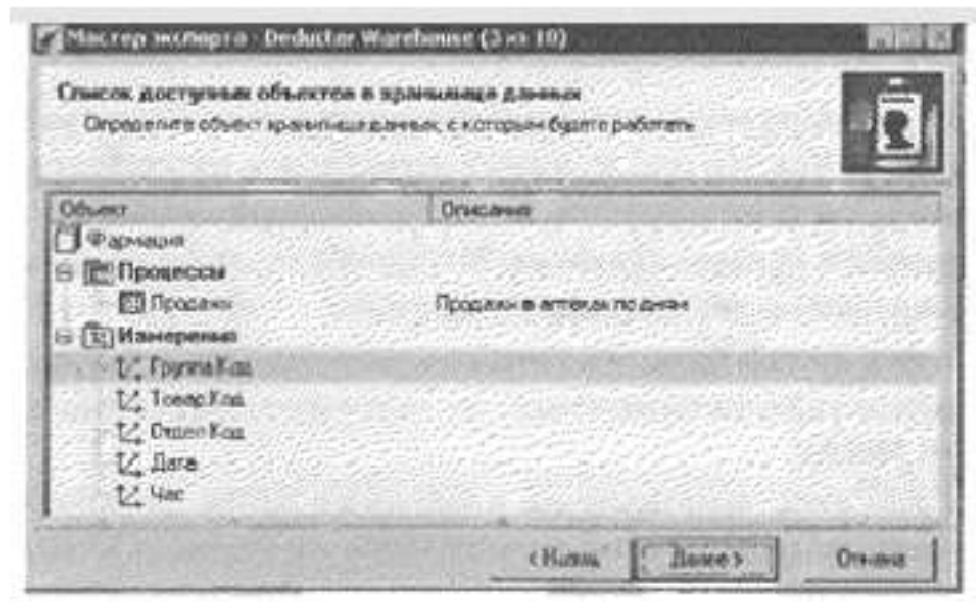 Мастер экспорта - Deductor Warehouse (3 из 10)
Список доступных объектов в хранилище данных
Определите объект хранилища данных, с которым будете работать
Объект Описание
Фармация
Процессы
Продажи Продажи в аптеках по дням
Измерения
Группа.Код
Товар.Код
Отдел.Код
Дата
Час
< Назад Далее > Отмена